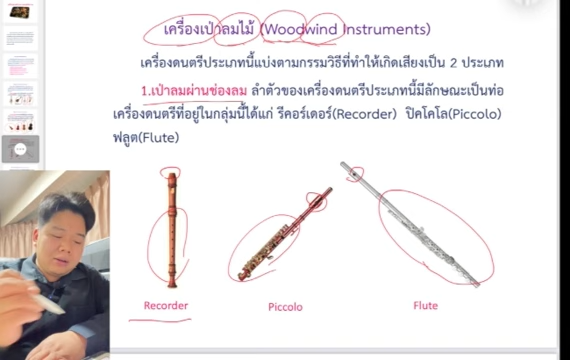 เครื่องเป่าลมไม้ (Woodwind Instruments)
เครื่องดนตรีประเภทนี้แบ่งตามกรรมวิธีที่ทำให้เกิดเสียงเป็น 2 ประเภท
1.เป่าลมผ่านช่องลม ลำตัวของเครื่องดนตรีประเภทนี้มีลักษณะเป็นท่อ
เครื่องดนตรีที่อยู่ในกลุ่มนี้ได้แก่ รีคอร์เดอร์(Recorder) ปิคโคโล(Piccolo)
ฟลูต(Flute)
Recorder Piccolo Flute